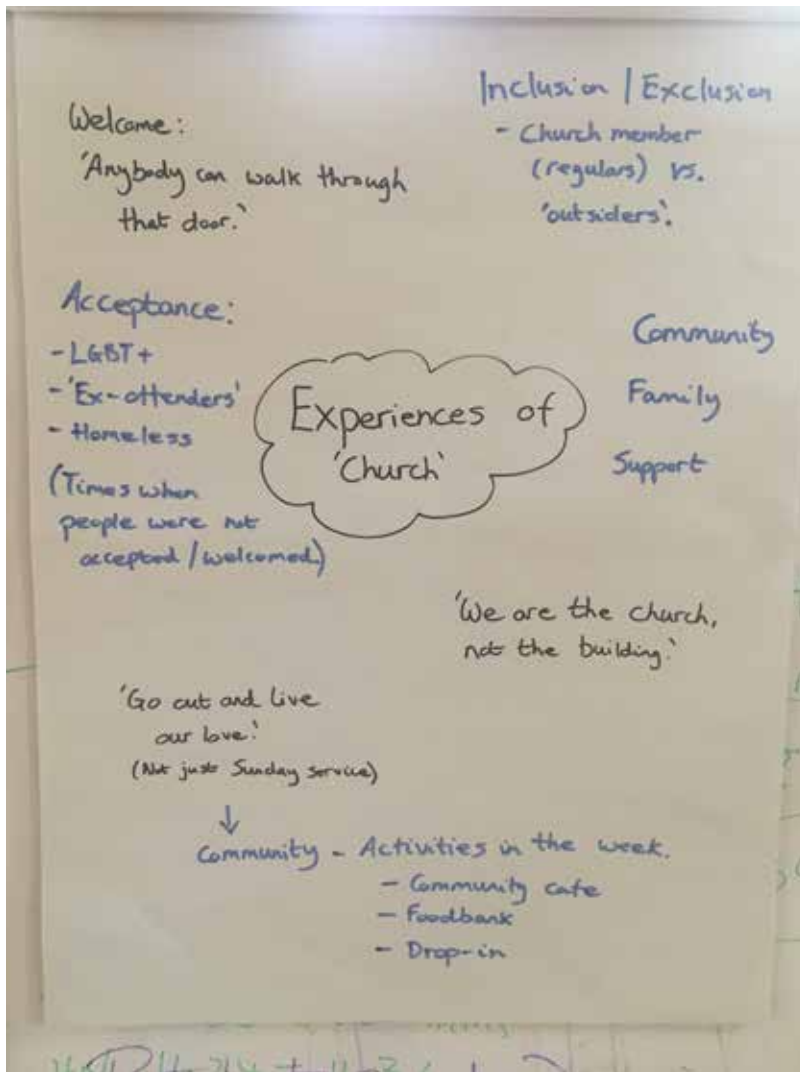 Welcome:
'Anybody can walk through
that door.'
Inclusion / Exclusion
- Church member
(regulars) vs.
'outsiders'.
Acceptance:
- LGBT+
- 'Ex-offenders'
- Homeless
(Times when
people were not
accepted / welcomed.)
Experiences of
'Church'
Community
Family
Support
'We are the church,
not the building.'
'Go out and live
our love.'
(Not just Sunday service)
↓
Community - Activities in the week.
- Community cafe
- Foodbank
- Drop-in